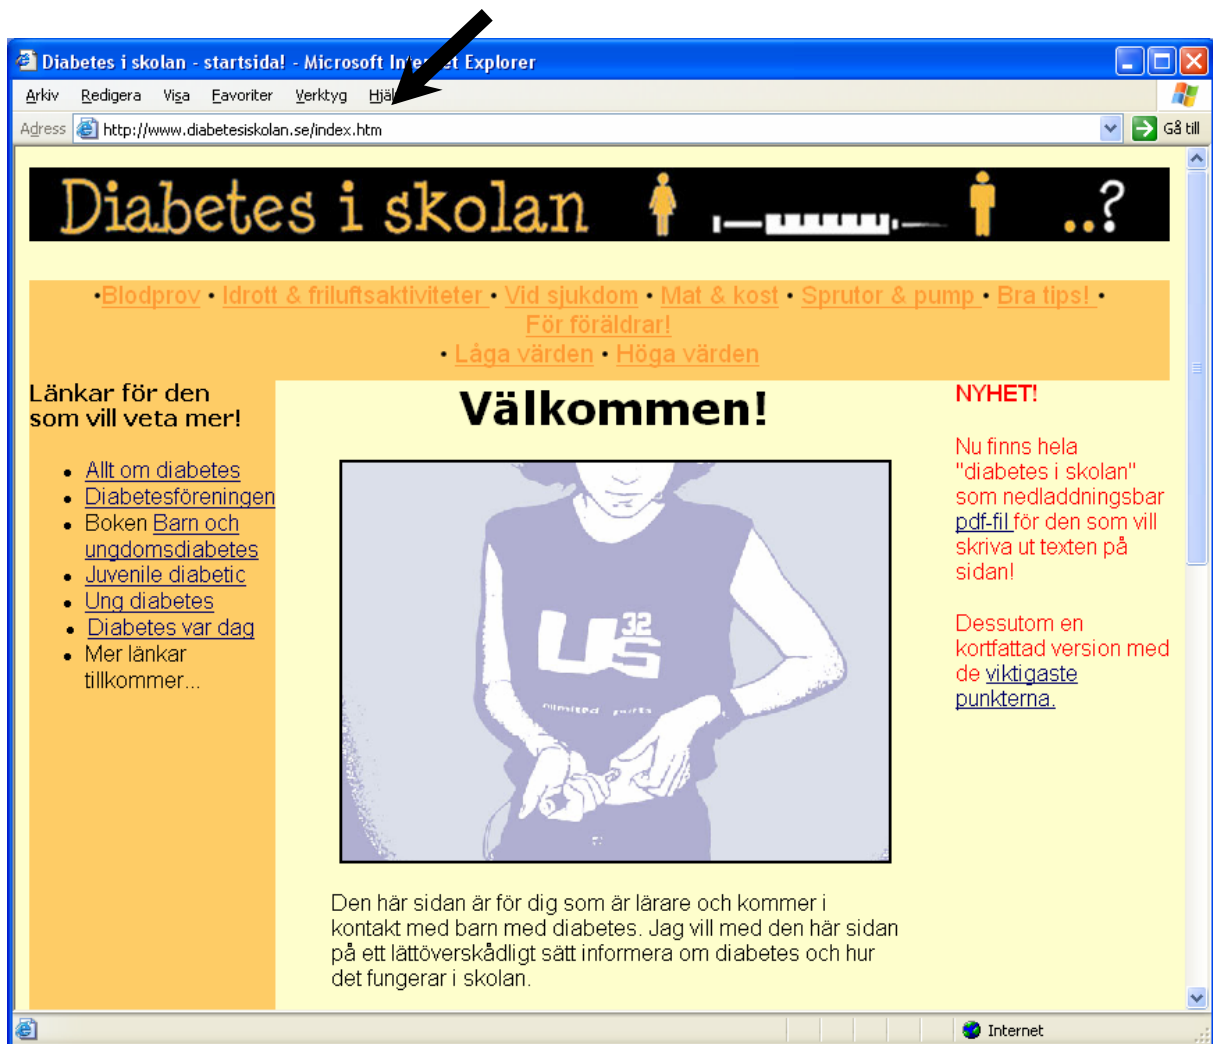 Diabetes i skolan - startsida! - Microsoft Internet Explorer
Arkiv Redigera Visa Favoriter Verktyg
Adress http://www.diabetesiskolan.se/index.htm Gå till
Diabetes i skolan ..?
•Blodprov • Idrott & friluftsaktiviteter • Vid sjukdom • Mat & kost • Sprutor & pump • Bra tips! •
För föräldrar!
• Låga värden • Höga värden
Länkar för den
som vill veta mer!
• Allt om diabetes
• Diabetesföreningen
• Boken Barn och
ungdomsdiabetes
• Juvenile diabetic
• Ung diabetes
• Diabetes var dag
• Mer länkar
tillkommer...
Välkommen!
US 32
Den här sidan är för dig som är lärare och kommer i
kontakt med barn med diabetes. Jag vill med den här sidan
på ett lättöverskådligt sätt informera om diabetes och hur
det fungerar i skolan.
NYHET!
Nu finns hela
"diabetes i skolan"
som nedladdningsbar
pdf-fil för den som vill
skriva ut texten på
sidan!
Dessutom en
kortfattad version med
de viktigaste
punkterna.
Internet